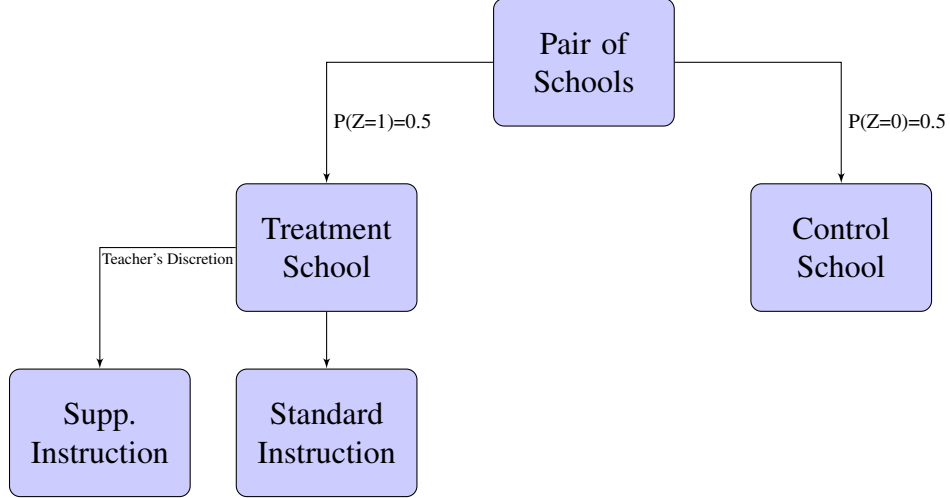 Pair of
Schools
P(Z=1)=0.5
P(Z=0)=0.5
Treatment
School
Control
School
Teacher's Discretion
Supp.
Instruction
Standard
Instruction